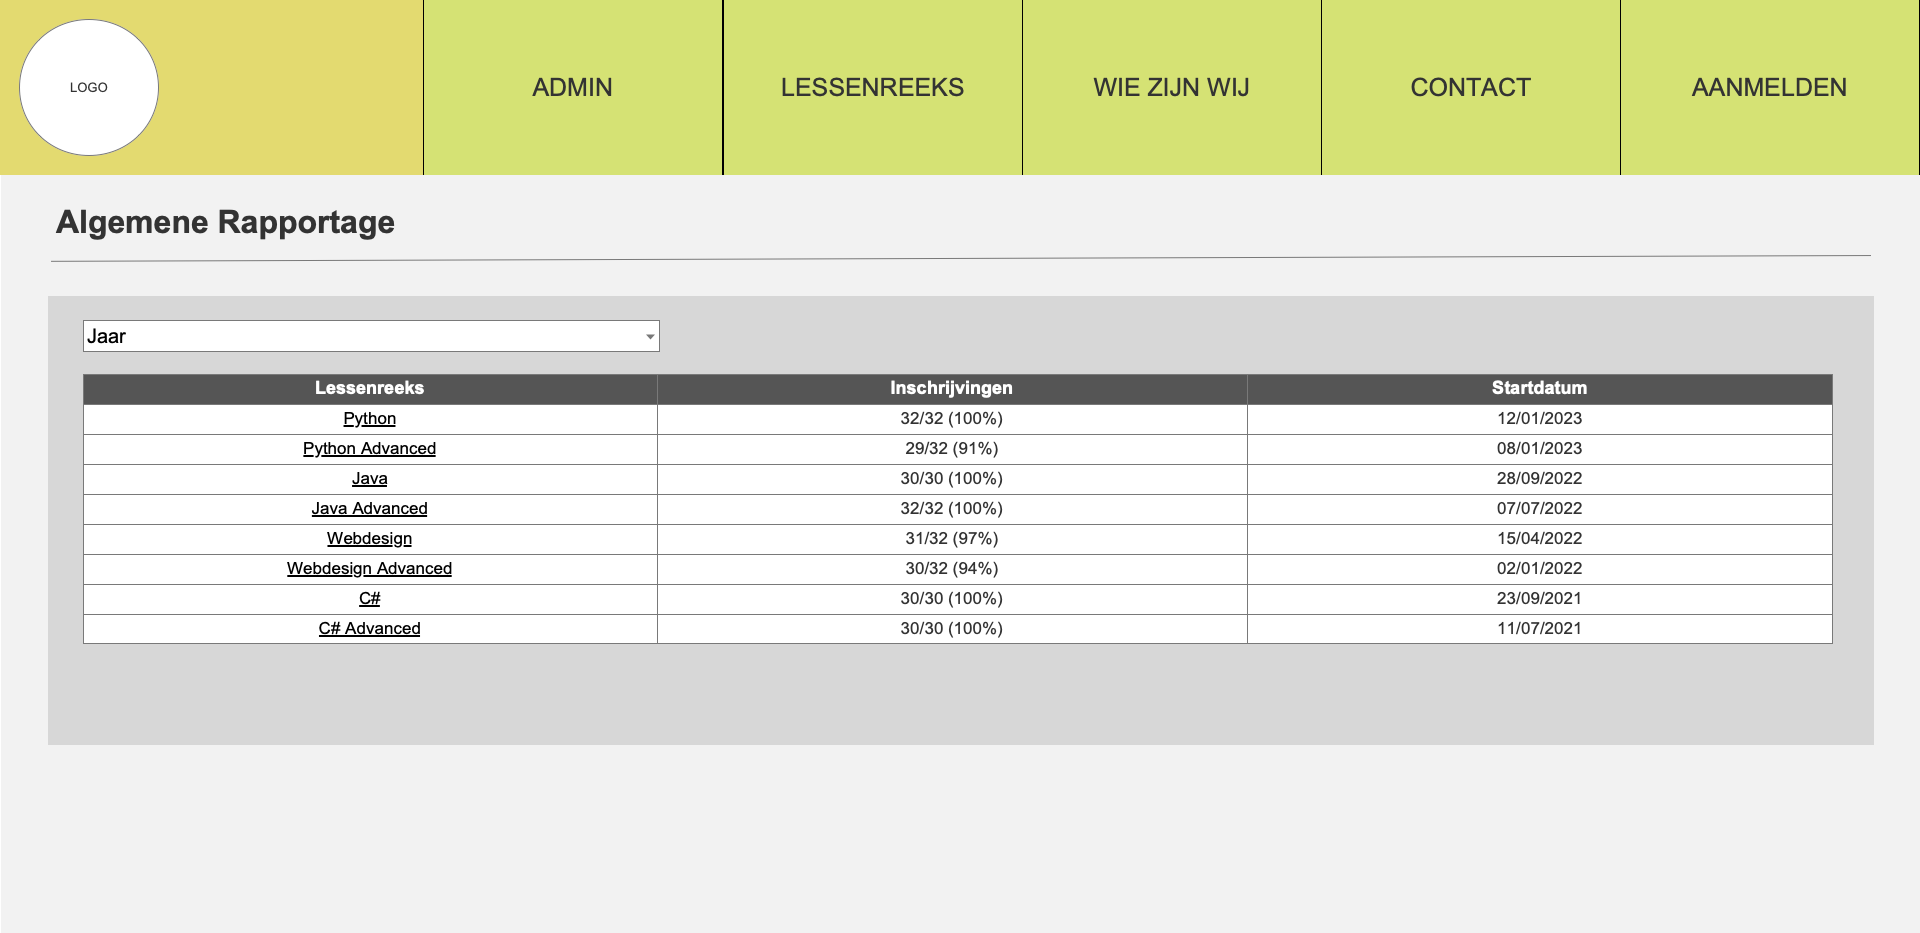 LOGO
ADMIN
LESSENREEKS
WIE ZIJN WIJ
CONTACT
AANMELDEN
Algemene Rapportage
Jaar
Lessenreeks Inschrijvingen Startdatum
Python 32/32 (100%) 12/01/2023
Python Advanced 29/32 (91%) 08/01/2023
Java 30/30 (100%) 28/09/2022
Java Advanced 32/32 (100%) 07/07/2022
Webdesign 31/32 (97%) 15/04/2022
Webdesign Advanced 30/32 (94%) 02/01/2022
C# 30/30 (100%) 23/09/2021
C# Advanced 30/30 (100%) 11/07/2021